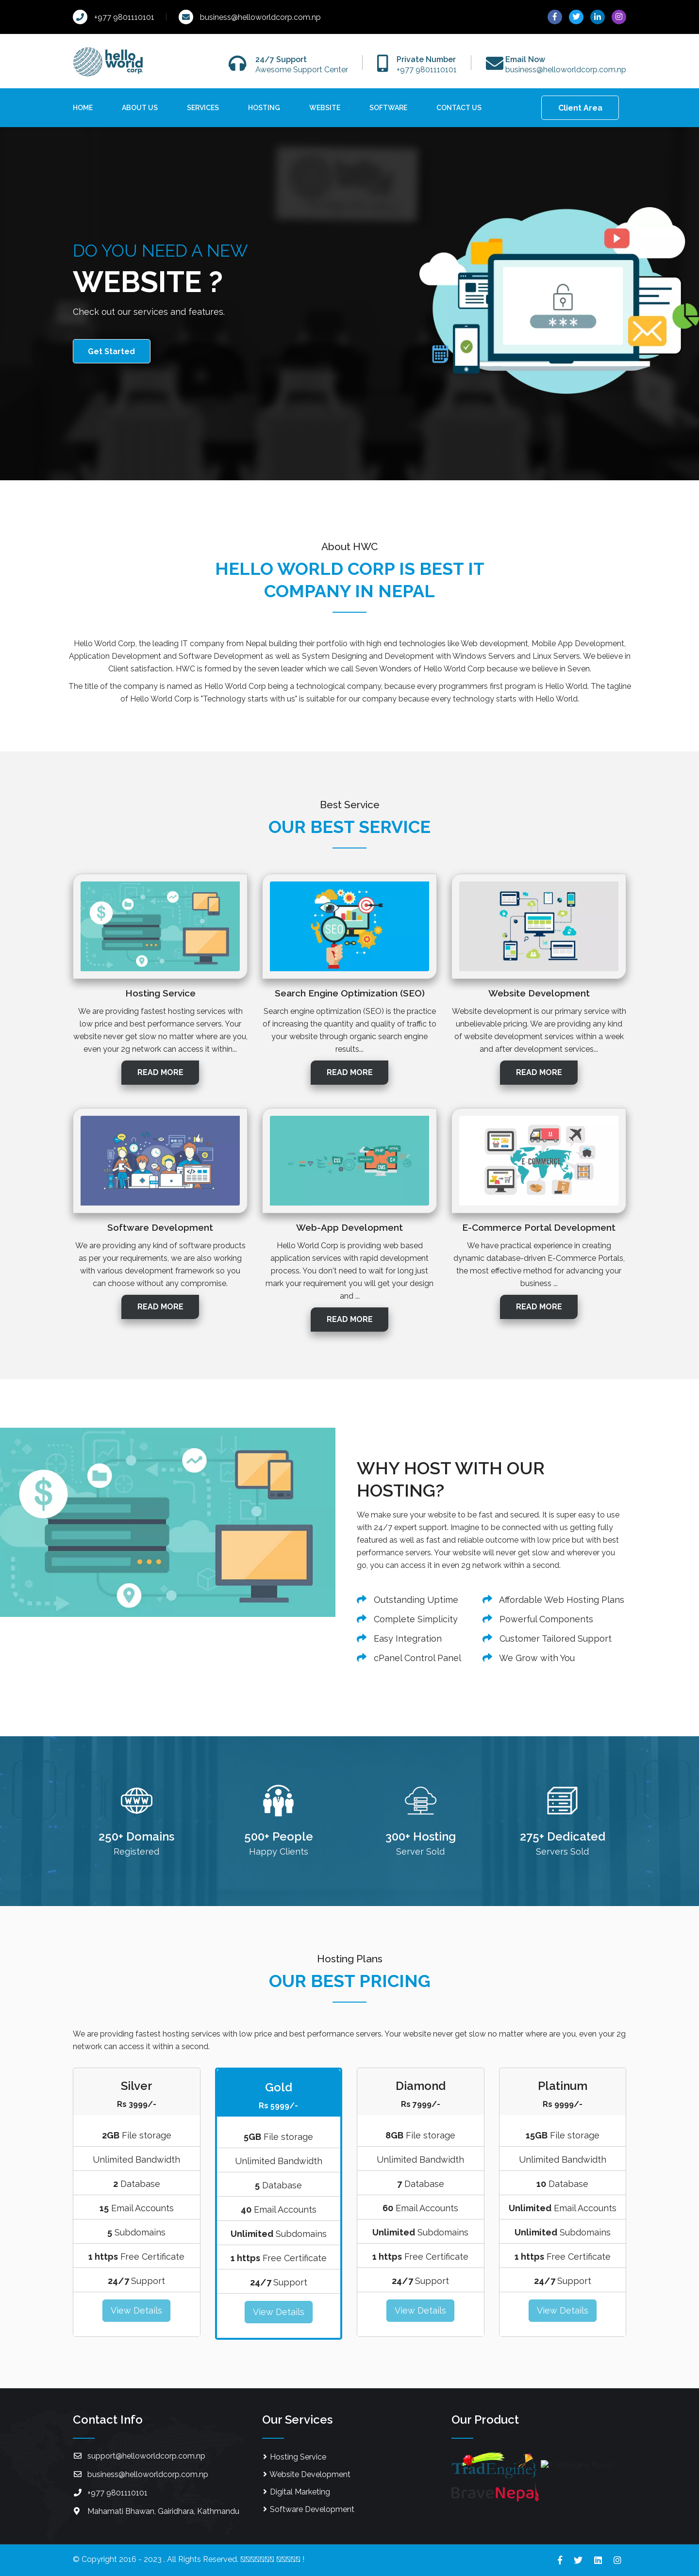 +977 9801110101
business@helloworldcorp.com.np
hello world corp.
24/7 Support
Awesome Support Center
Private Number
+977 9801110101
Email Now
business@helloworldcorp.com.np
HOME
ABOUT US
SERVICES
HOSTING
WEBSITE
SOFTWARE
CONTACT US
Client Area
DO YOU NEED A NEW
WEBSITE ?
Check out our services and features.
Get Started
About HWC
HELLO WORLD CORP IS BEST IT
COMPANY IN NEPAL
Hello World Corp, the leading IT company from Nepal building their portfolio with high end technologies like Web development, Mobile App Development,
Application Development and Software Development as well as System Designing and Development with Windows Servers and Linux Servers. We believe in
Client satisfaction. HWC is formed by the seven leader which we call Seven Wonders of Hello World Corp because we believe in Seven.
The title of the company is named as Hello World Corp being a technological company, because every programmers first program is Hello World. The tagline
of Hello World Corp is "Technology starts with us" is suitable for our company because every technology starts with Hello World.
Best Service
OUR BEST SERVICE
SEO
Hosting Service
We are providing fastest hosting services with
low price and best performance servers. Your
website never get slow no matter where are you,
even your 2g network can access it within...
READ MORE
Search Engine Optimization (SEO)
Search engine optimization (SEO) is the practice
of increasing the quantity and quality of traffic to
your website through organic search engine
results...
READ MORE
Website Development
Website development is our primary service with
unbelievable pricing. We are providing any kind
of website development services within a week
and after development services...
READ MORE
E COMMERCE
Software Development
We are providing any kind of software products
as per your requirements, we are also working
with various development framework so you
can choose without any compromise.
READ MORE
Web-App Development
Hello World Corp is providing web based
application services with rapid development
process. You don't need to wait for long just
mark your requirement you will get your design
and ...
READ MORE
E-Commerce Portal Development
We have practical experience in creating
dynamic database-driven E-Commerce Portals,
the most effective method for advancing your
business ...
READ MORE
WHY HOST WITH OUR
HOSTING?
We make sure your website to be fast and secured. It is super easy to use
with 24/7 expert support. Imagine to be connected with us getting fully
featured as well as fast and reliable outcome with low price but with best
performance servers. Your website will never get slow and wherever you
go, you can access it in even 2g network within a second.
Outstanding Uptime
Affordable Web Hosting Plans
Complete Simplicity
Powerful Components
Easy Integration
Customer Tailored Support
cPanel Control Panel
We Grow with You
WWW
250+ Domains
Registered
500+ People
Happy Clients
300+ Hosting
Server Sold
275+ Dedicated
Servers Sold
Hosting Plans
OUR BEST PRICING
We are providing fastest hosting services with low price and best performance servers. Your website never get slow no matter where are you, even your 2g
network can access it within a second.
Silver
Rs 3999/-
2GB File storage
Unlimited Bandwidth
2 Database
15 Email Accounts
5 Subdomains
1 https Free Certificate
24/7 Support
View Details
Gold
Rs 5999/-
5GB File storage
Unlimited Bandwidth
5 Database
40 Email Accounts
Unlimited Subdomains
1 https Free Certificate
24/7 Support
View Details
Diamond
Rs 7999/-
8GB File storage
Unlimited Bandwidth
7 Database
60 Email Accounts
Unlimited Subdomains
1 https Free Certificate
24/7 Support
View Details
Platinum
Rs 9999/-
15GB File storage
Unlimited Bandwidth
10 Database
Unlimited Email Accounts
Unlimited Subdomains
1 https Free Certificate
24/7 Support
View Details
Contact Info
support@helloworldcorp.com.np
business@helloworldcorp.com.np
+977 9801110101
Mahamati Bhawan, Gairidhara, Kathmandu
Our Services
Hosting Service
Website Development
Digital Marketing
Software Development
Our Product
TradEngine
BraveNepal
© Copyright 2016 - 2023 . All Rights Reserved.